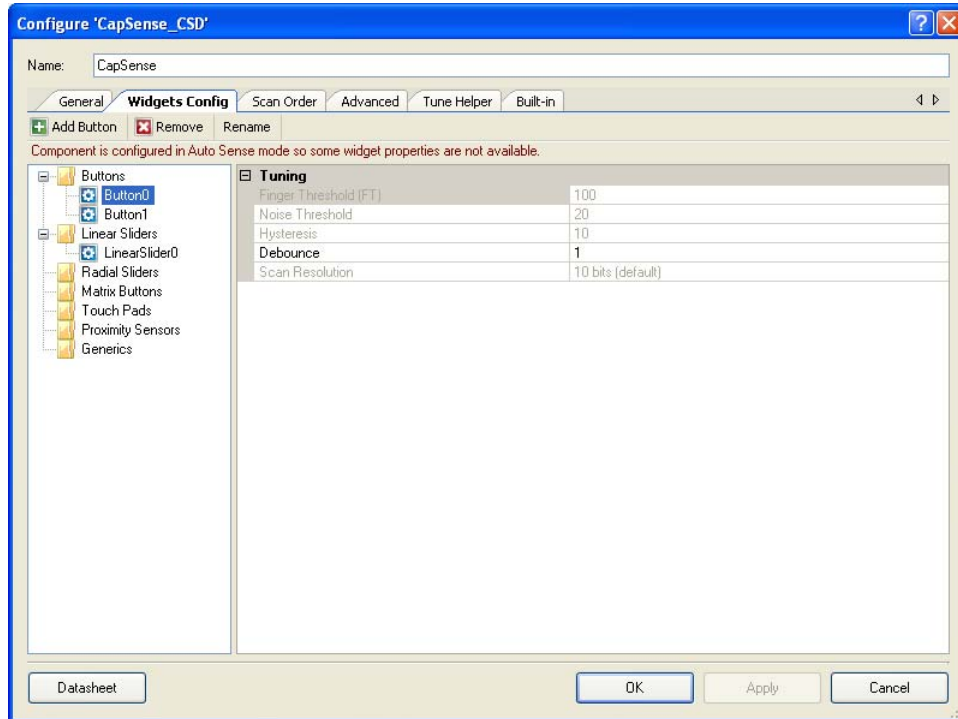 Configure 'CapSense_CSD'
Name: CapSense
General Widgets Config Scan Order Advanced Tune Helper Built-in
Add Button Remove Rename
Component is configured in Auto Sense mode so some widget properties are not available.
Buttons
Button0
Button1
Linear Sliders
LinearSlider0
Radial Sliders
Matrix Buttons
Touch Pads
Proximity Sensors
Generics
Tuning
Finger Threshold (FT) 100
Noise Threshold 20
Hysteresis 10
Debounce 1
Scan Resolution 10 bits (default)
Datasheet OK Apply Cancel